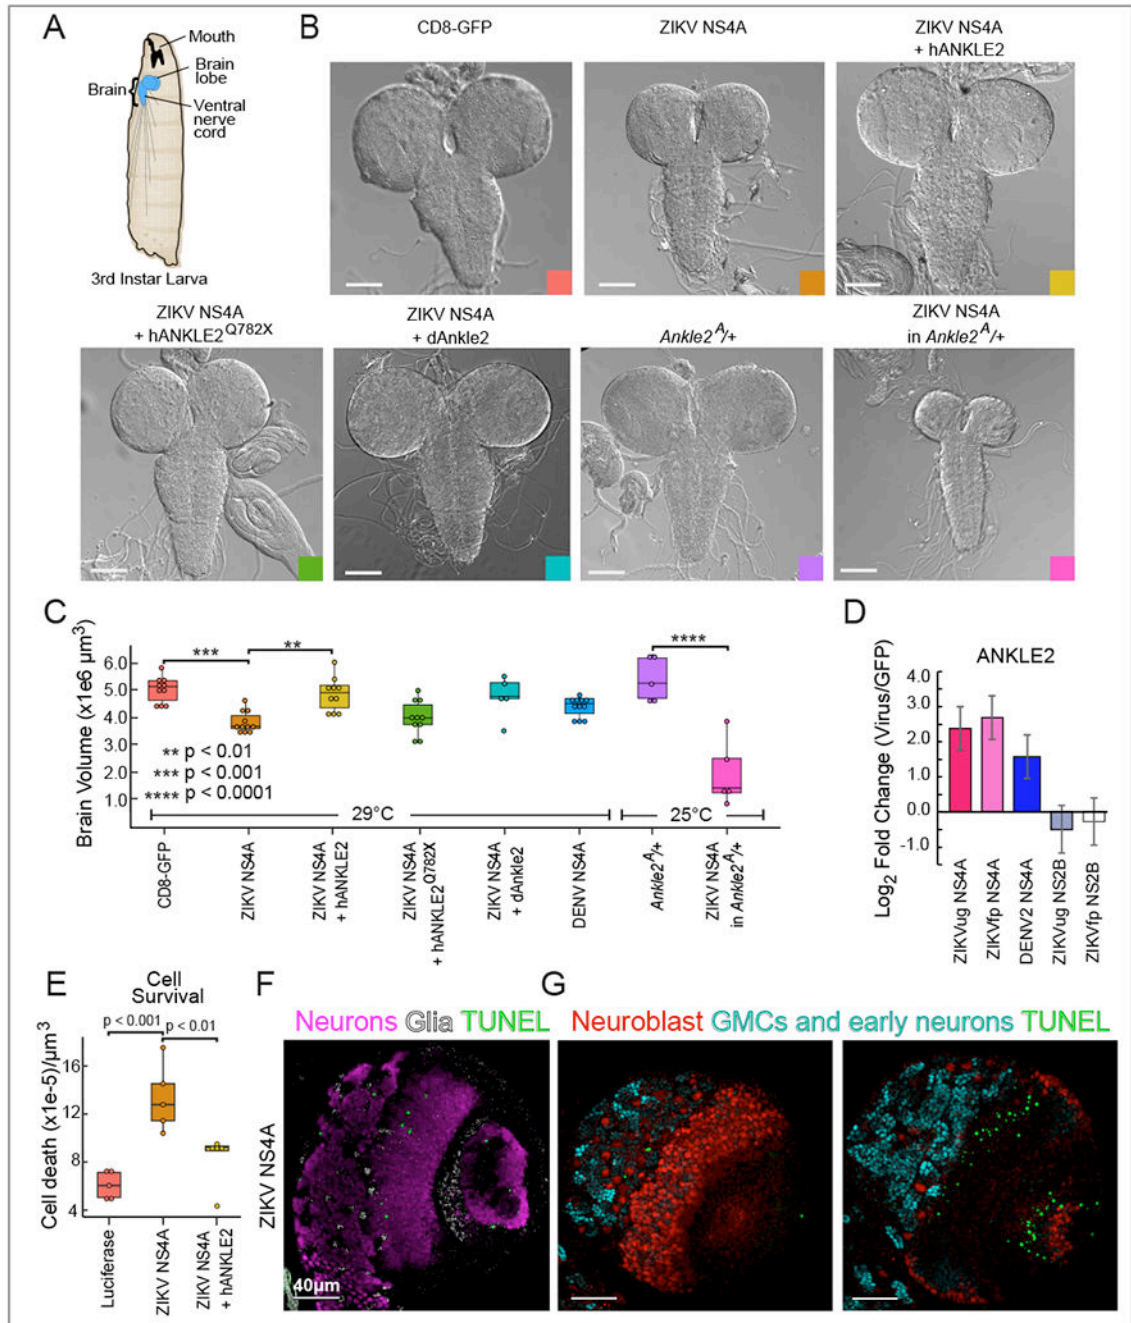 A
Mouth
Brain lobe
Brain
Ventral nerve cord
3rd Instar Larva
B
CD8-GFP
ZIKV NS4A
ZIKV NS4A
+ hANKLE2
ZIKV NS4A
+ hANKLE2Q782X
ZIKV NS4A
+ dAnkle2
Ankle2A/+
ZIKV NS4A
in Ankle2A/+
C
Brain Volume (x1e6 µm3)
6.0
5.0
4.0
3.0
2.0
1.0
***
**
****
** p < 0.01
*** p < 0.001
**** p < 0.0001
29°C
25°C
CD8-GFP
ZIKV NS4A
ZIKV NS4A
+ hANKLE2
ZIKV NS4A
+ hANKLE2Q782X
ZIKV NS4A
+ dAnkle2
DENV NS4A
Ankle2A/+
ZIKV NS4A
in Ankle2A/+
D
ANKLE2
Log2 Fold Change (Virus/GFP)
4.0
3.0
2.0
1.0
0
-1.0
ZIKVug NS4A
ZIKVfp NS4A
DENV2 NS4A
ZIKVug NS2B
ZIKVfp NS2B
E
Cell
Survival
p < 0.001
p < 0.01
Cell death (x1e-5)/µm3
16
12
8
4
Luciferase
ZIKV NS4A
ZIKV NS4A
+ hANKLE2
F
Neurons Glia TUNEL
ZIKV NS4A
40µm
G
Neuroblast GMCs and early neurons TUNEL